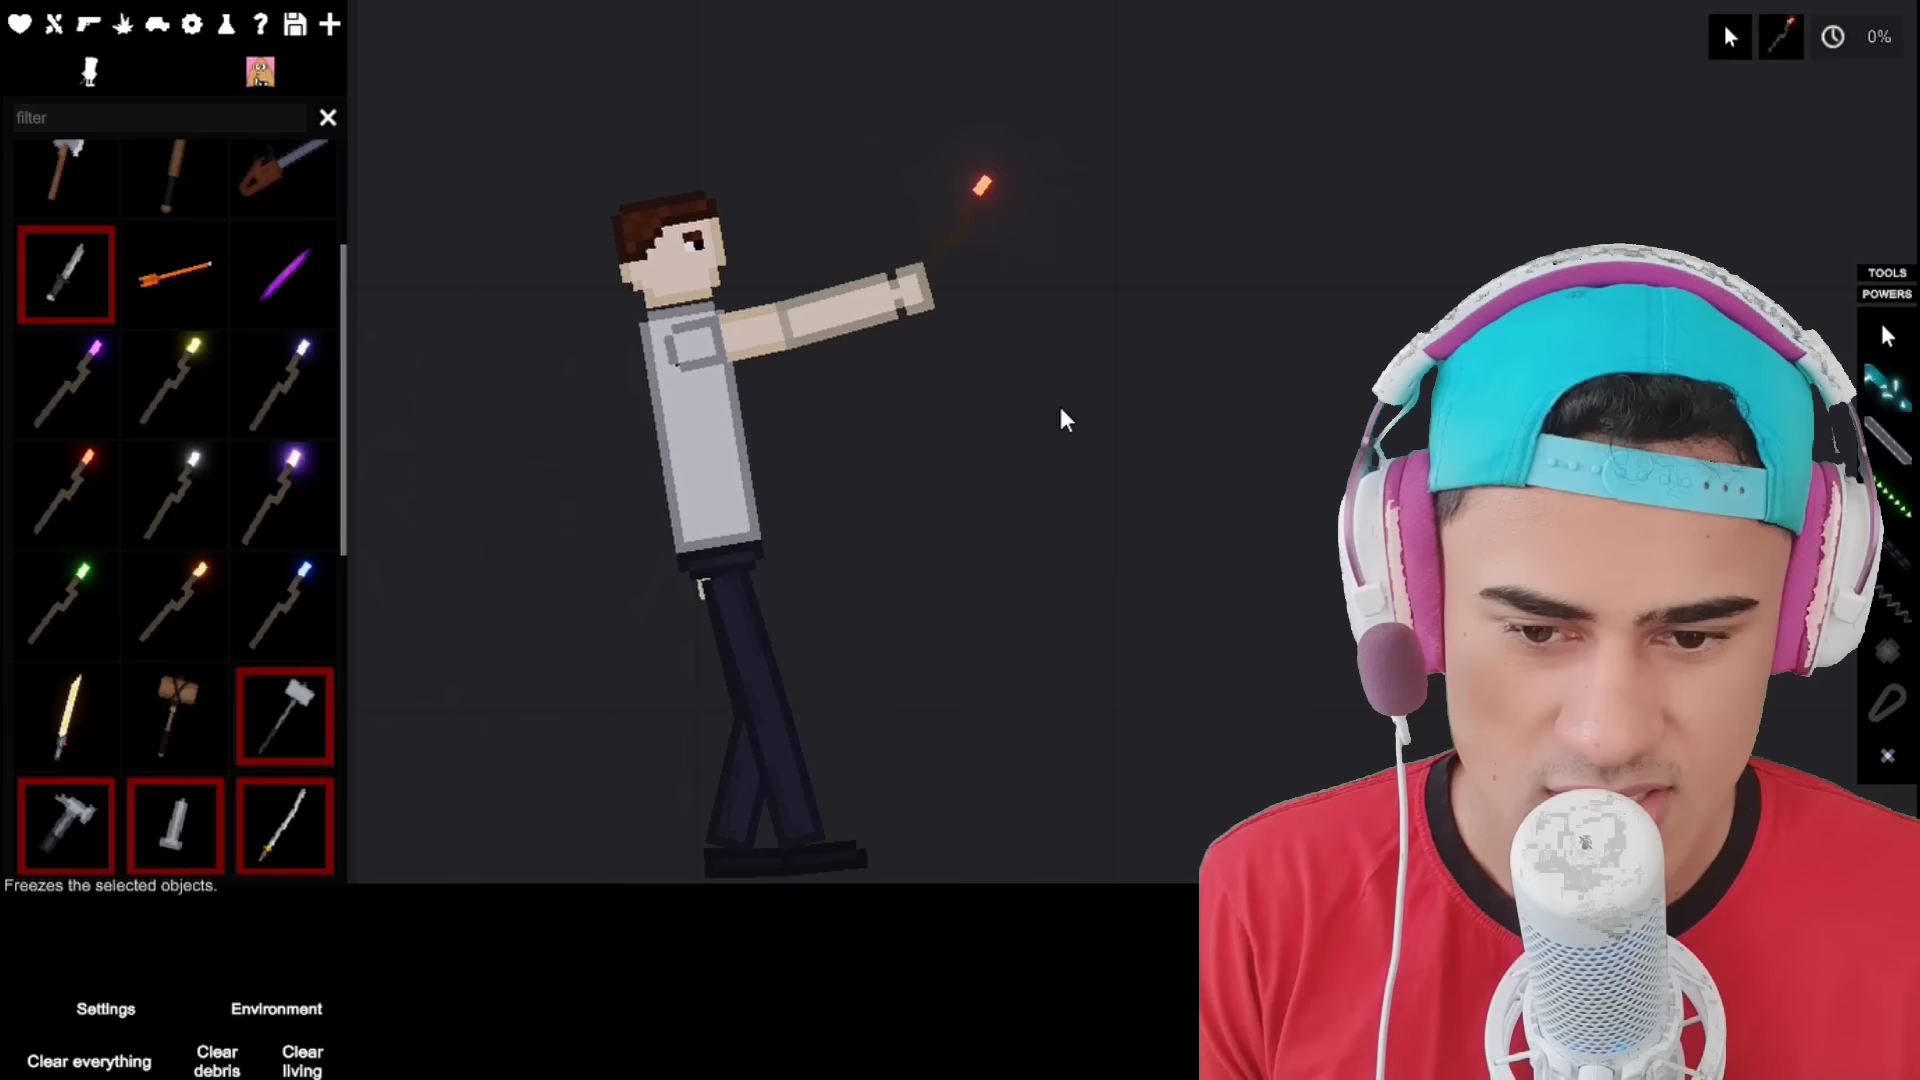 0%
filter
TOOLS
POWERS
Freezes the selected objects.
Settings
Environment
Clear everything
Clear debris
Clear living